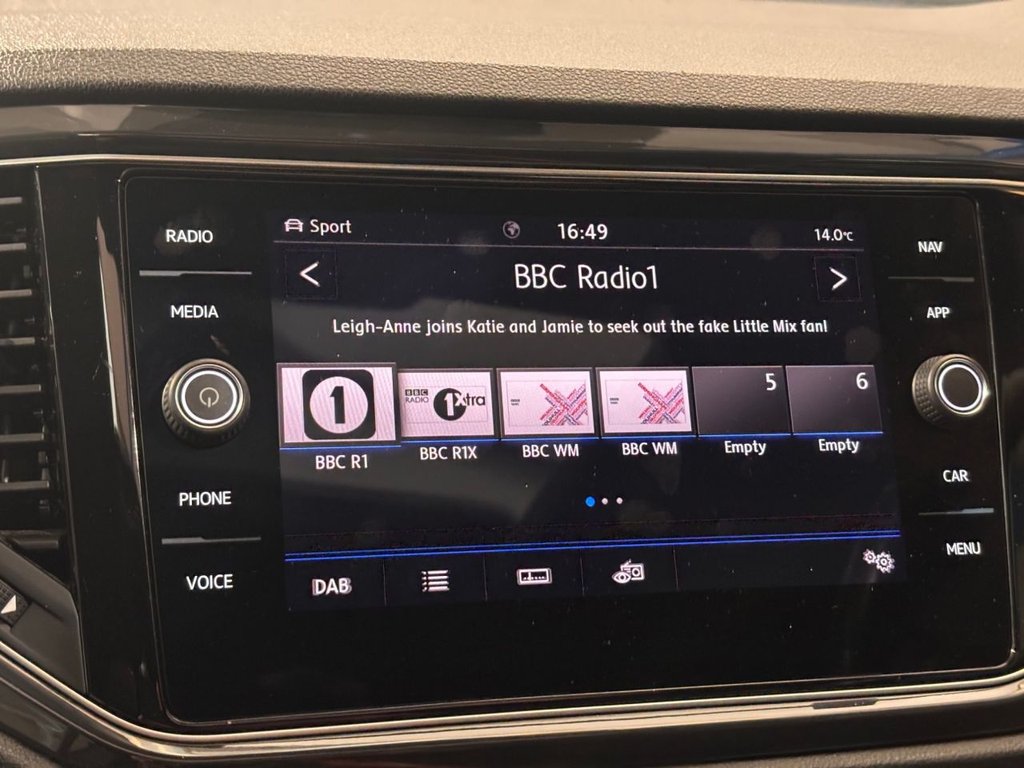 RADIO
MEDIA
PHONE
VOICE
Sport
16:49
14.0°C
BBC Radio1
Leigh-Anne joins Katie and Jamie to seek out the fake Little Mix fan!
1
BBC RADIO 1Xtra
5
6
BBC R1
BBC R1X
BBC WM
BBC WM
Empty
Empty
DAB
NAV
APP
CAR
MENU